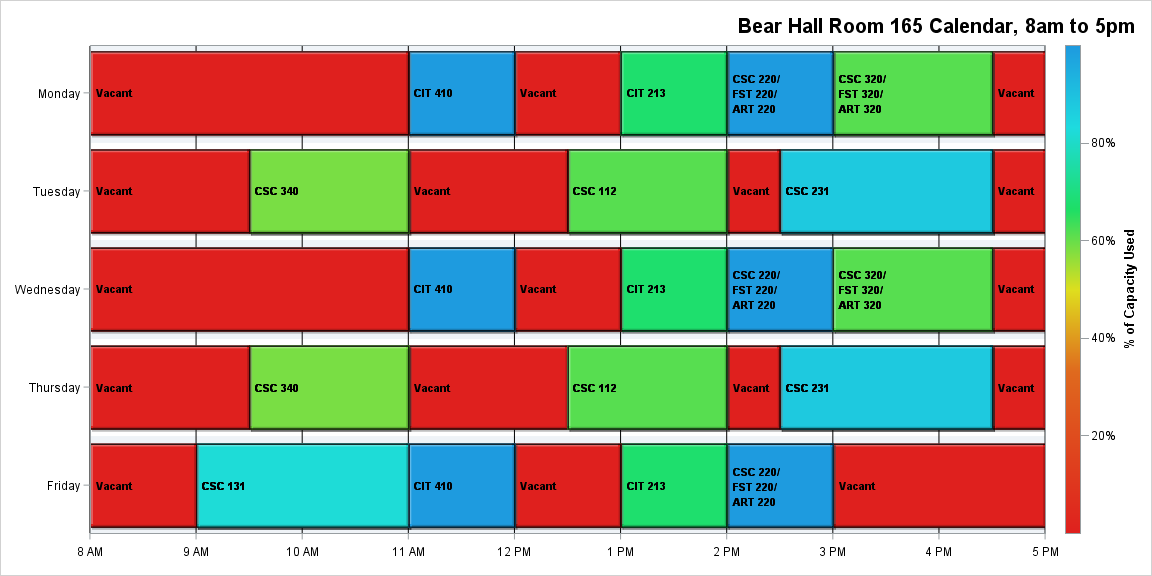 Bear Hall Room 165 Calendar, 8am to 5pm
Monday
Vacant
CIT 410
Vacant
CIT 213
CSC 220/
FST 220/
ART 220
CSC 320/
FST 320/
ART 320
Vacant
Tuesday
Vacant
CSC 340
Vacant
CSC 112
Vacant
CSC 231
Vacant
Wednesday
Vacant
CIT 410
Vacant
CIT 213
CSC 220/
FST 220/
ART 220
CSC 320/
FST 320/
ART 320
Vacant
Thursday
Vacant
CSC 340
Vacant
CSC 112
Vacant
CSC 231
Vacant
Friday
Vacant
CSC 131
CIT 410
Vacant
CIT 213
CSC 220/
FST 220/
ART 220
Vacant
8 AM
9 AM
10 AM
11 AM
12 PM
1 PM
2 PM
3 PM
4 PM
5 PM
80%
60%
40%
20%
% of Capacity Used